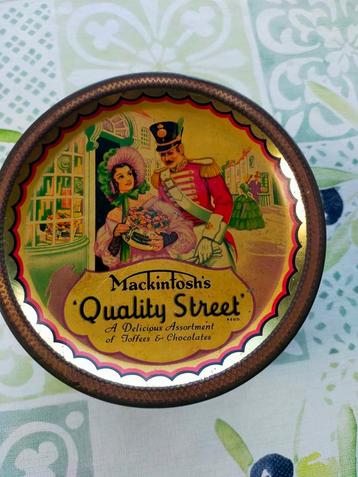 Mackintosh's
'Quality Street'
A Delicious Assortment
of Toffees & Chocolates